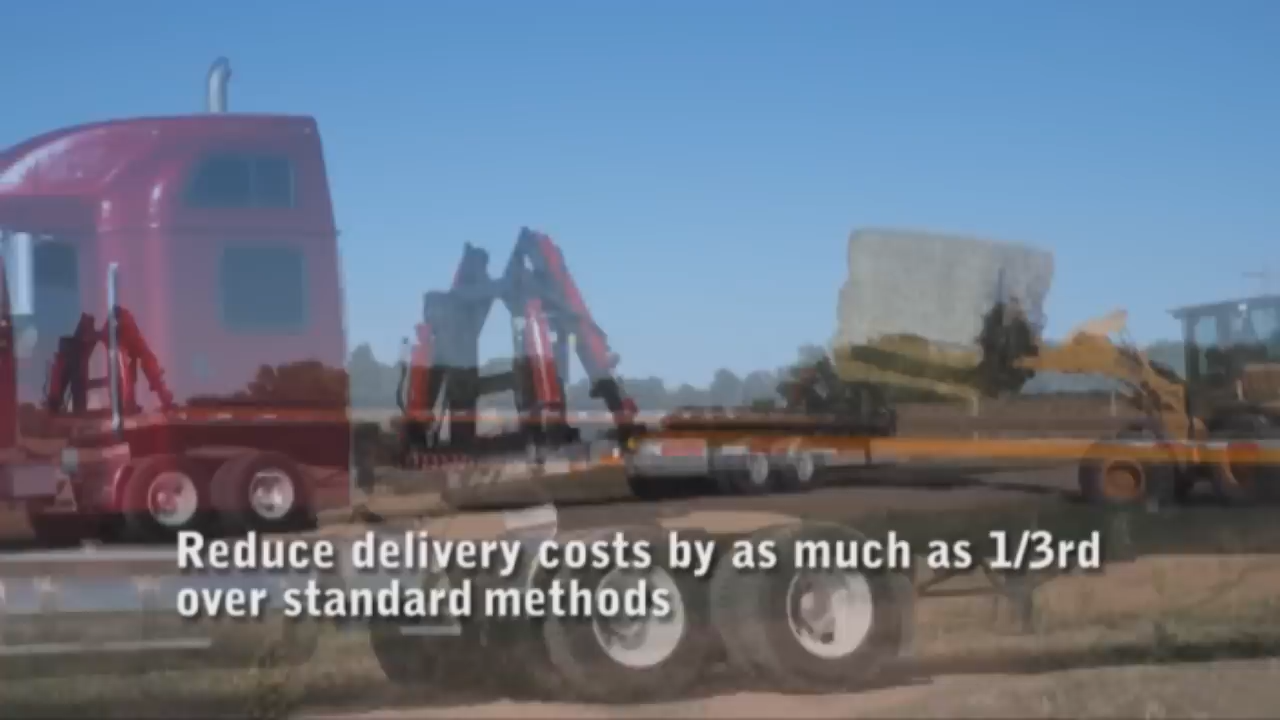 Reduce delivery costs by as much as 1/3rd
over standard methods